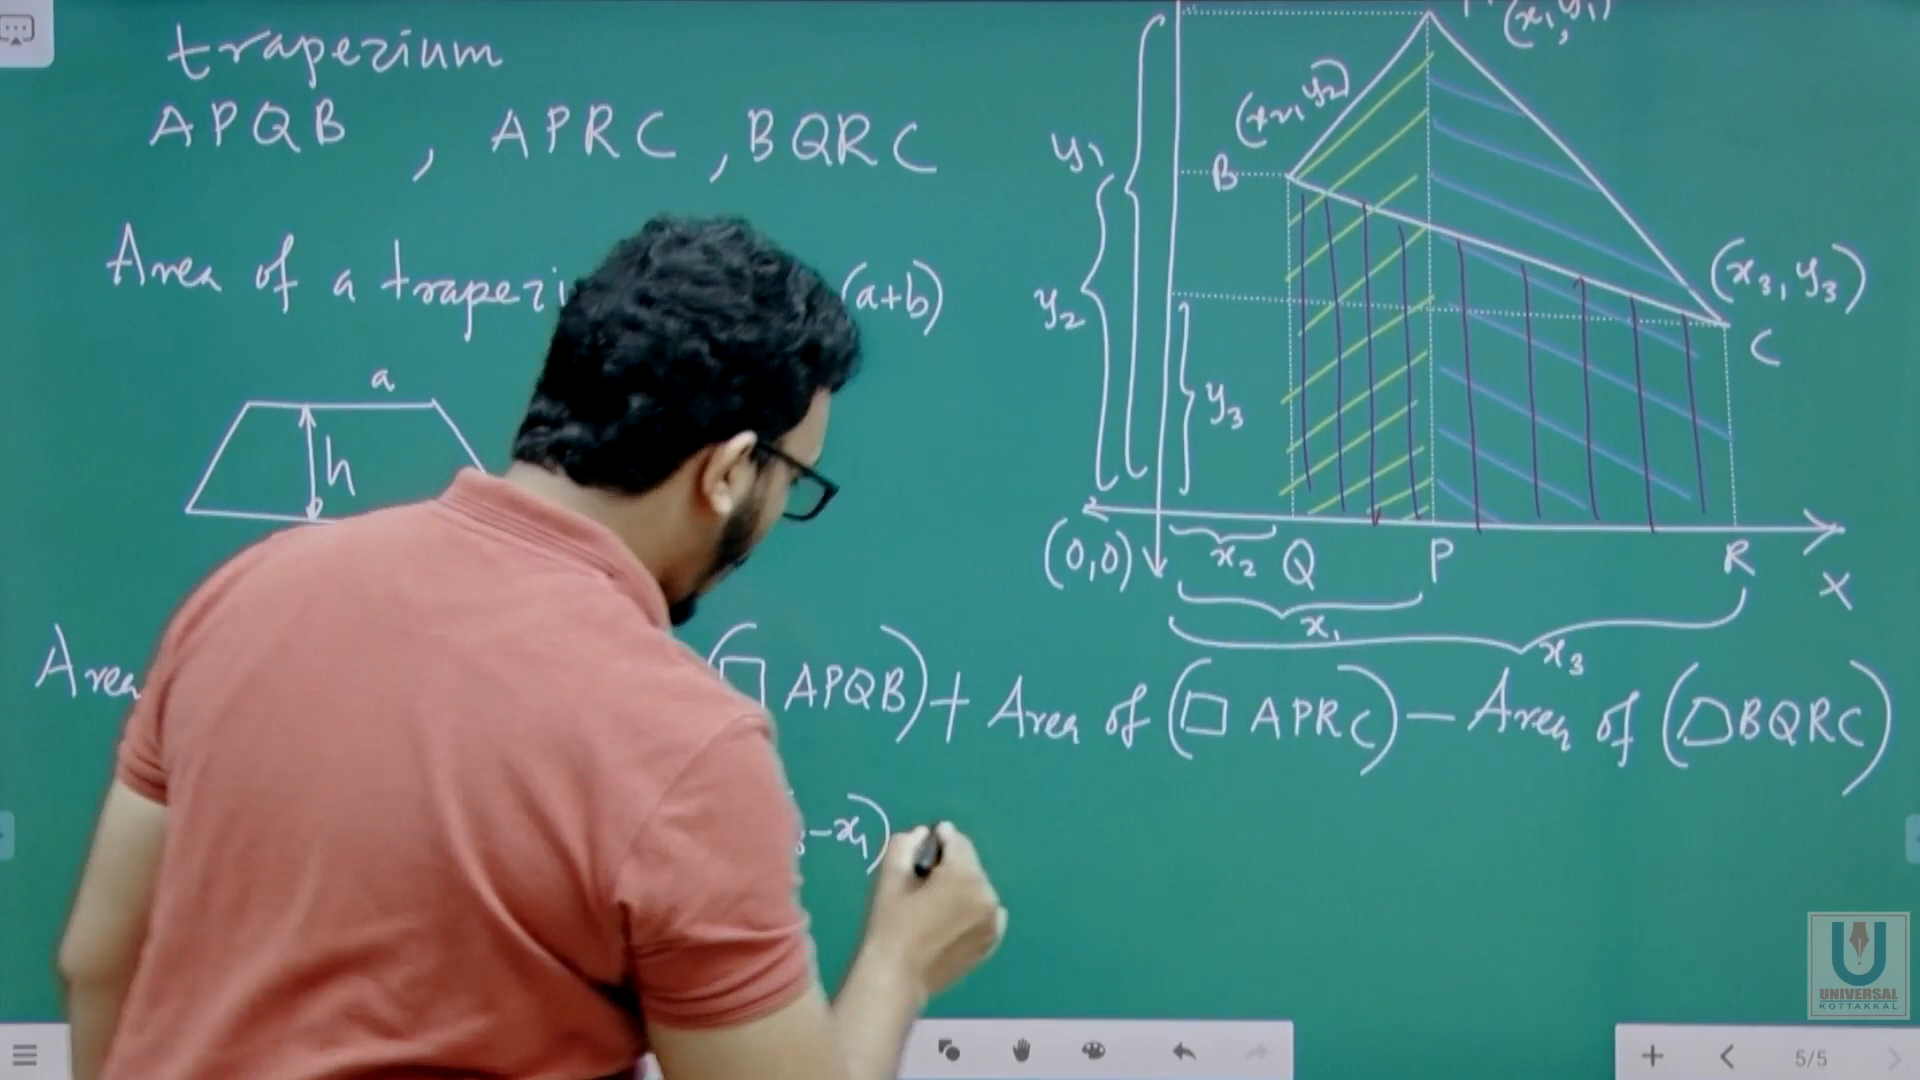 trapezium
APQB , APRC , BQRC
Area of a trapezi (a+b)
a
h
b
Area (□ APQB) + Area of (□ APRC) − Area of (□ BQRC)
−x₁)
(x₁, y₁)
(x₂, y₂)
B
y₁
y₂
y₃
(x₃, y₃)
C
(0,0)
x₂
Q
P
R
X
x₁
x₃
UNIVERSAL
KOTTAKKAL
5/5